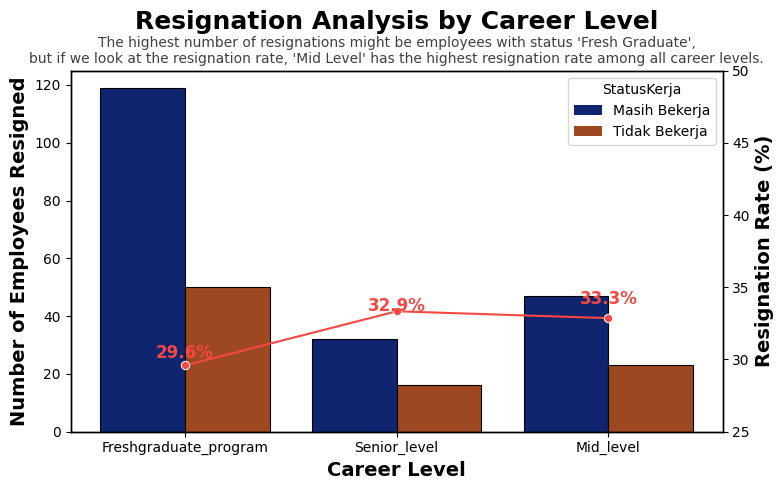 Resignation Analysis by Career Level
The highest number of resignations might be employees with status 'Fresh Graduate',
but if we look at the resignation rate, 'Mid Level' has the highest resignation rate among all career levels.
Number of Employees Resigned
120
100
80
60
40
20
0
StatusKerja
Masih Bekerja
Tidak Bekerja
29.6%
32.9%
33.3%
50
45
40
35
30
25
Resignation Rate (%)
Freshgraduate_program
Senior_level
Mid_level
Career Level